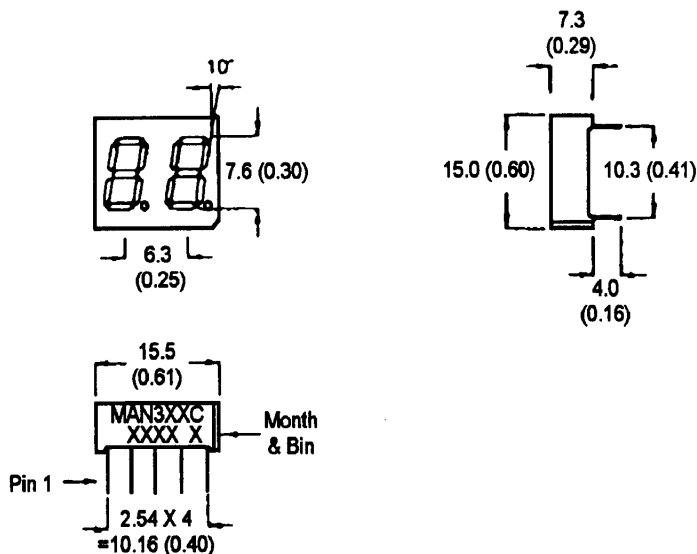 10°
7.6 (0.30)
6.3
(0.25)
7.3
(0.29)
15.0 (0.60)
10.3 (0.41)
4.0
(0.16)
15.5
(0.61)
MAN3XXC
XXXX X
Month
& Bin
Pin 1
2.54 X 4
=10.16 (0.40)